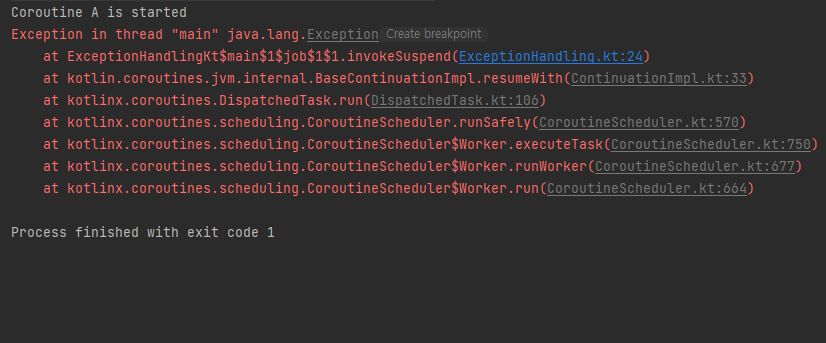 Coroutine A is started
Exception in thread "main" java.lang.Exception Create breakpoint
    at ExceptionHandlingKt$main$1$job$1$1.invokeSuspend(ExceptionHandling.kt:24)
    at kotlin.coroutines.jvm.internal.BaseContinuationImpl.resumeWith(ContinuationImpl.kt:33)
    at kotlinx.coroutines.DispatchedTask.run(DispatchedTask.kt:106)
    at kotlinx.coroutines.scheduling.CoroutineScheduler.runSafely(CoroutineScheduler.kt:570)
    at kotlinx.coroutines.scheduling.CoroutineScheduler$Worker.executeTask(CoroutineScheduler.kt:750)
    at kotlinx.coroutines.scheduling.CoroutineScheduler$Worker.runWorker(CoroutineScheduler.kt:677)
    at kotlinx.coroutines.scheduling.CoroutineScheduler$Worker.run(CoroutineScheduler.kt:664)
Process finished with exit code 1